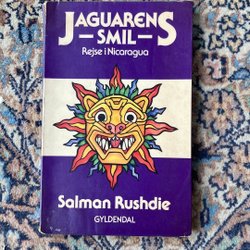 JAGUARENS
— SMIL —
Rejse i Nicaragua
Salman Rushdie
GYLDENDAL